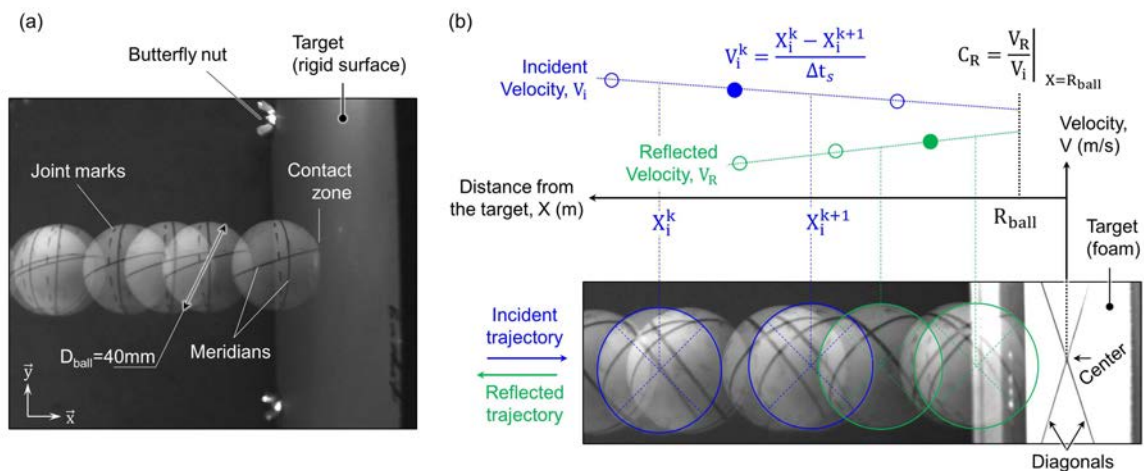 (a)
Butterfly nut
Target
(rigid surface)
Joint marks
Contact
zone
D_ball=40mm
Meridians
y⃗
x⃗
(b)
V_i^k = (X_i^k − X_i^{k+1}) / Δt_s
C_R = V_R / V_i |_{X=R_ball}
Incident
Velocity, V_i
Reflected
Velocity, V_R
Velocity,
V (m/s)
Distance from
the target, X (m)
X_i^k
X_i^{k+1}
R_ball
Target
(foam)
Incident
trajectory
Reflected
trajectory
Center
Diagonals